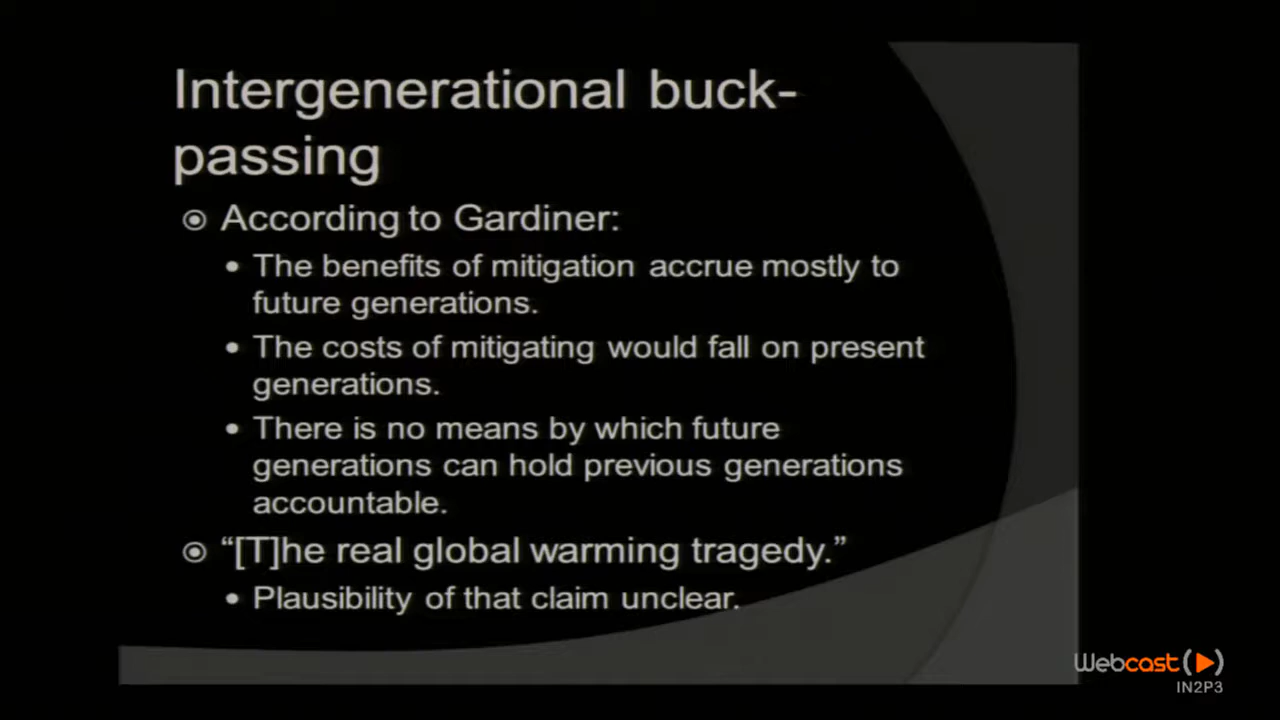 Intergenerational buck-
passing
According to Gardiner:
• The benefits of mitigation accrue mostly to
future generations.
• The costs of mitigating would fall on present
generations.
• There is no means by which future
generations can hold previous generations
accountable.
"[T]he real global warming tragedy."
• Plausibility of that claim unclear.
Webcast
IN2P3